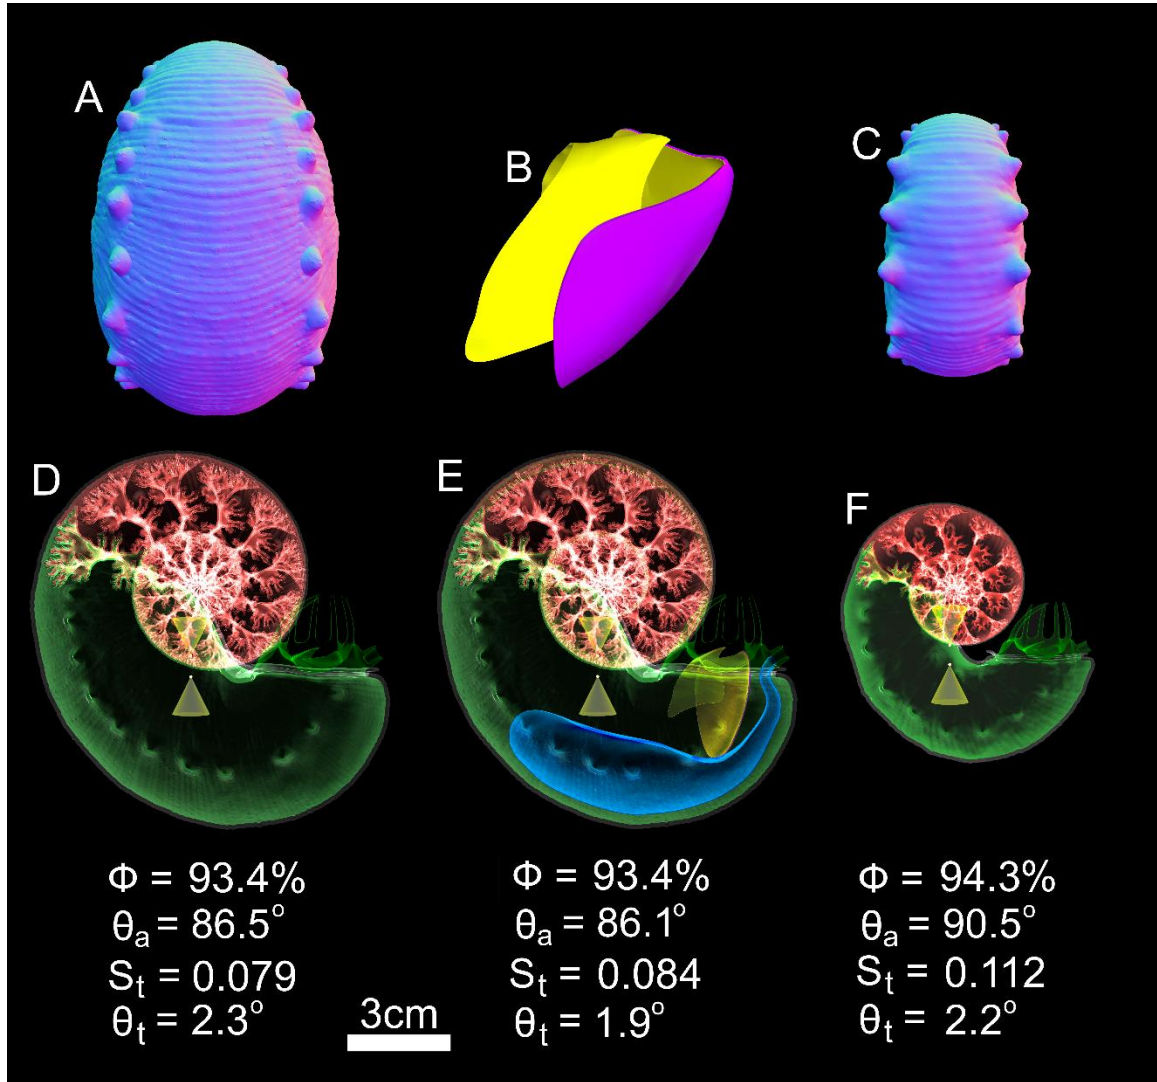 A
B
C
D
E
F
Φ = 93.4%
θₐ = 86.5°
Sₜ = 0.079
θₜ = 2.3°
Φ = 93.4%
θₐ = 86.1°
Sₜ = 0.084
θₜ = 1.9°
Φ = 94.3%
θₐ = 90.5°
Sₜ = 0.112
θₜ = 2.2°
3cm